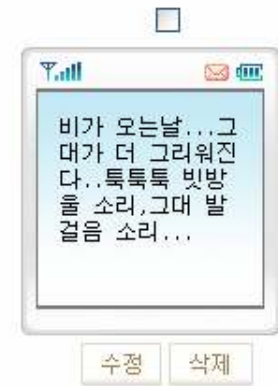 비가 오는날...그
대가 더 그리워진
다..툭툭툭 빗방
울 소리,그대 발
걸음 소리...
수정 삭제